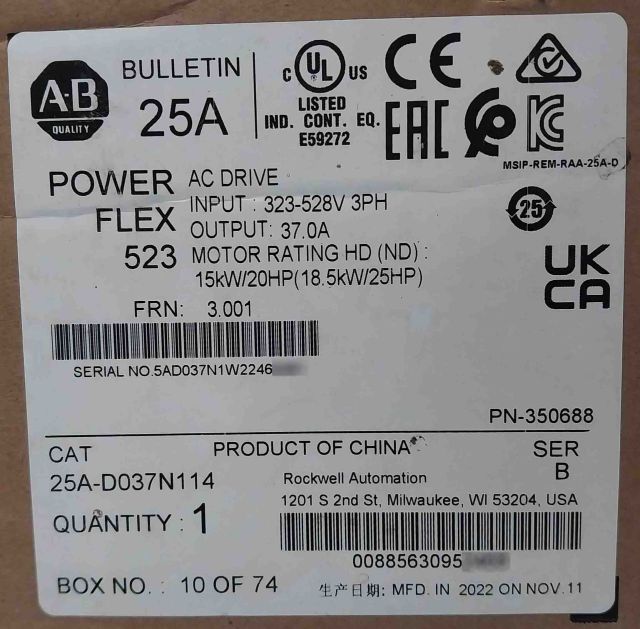 A-B
QUALITY
BULLETIN
25A
C UL US
LISTED
IND. CONT. EQ.
E59272
CE
EAC
KC
MSIP-REM-RAA-25A-D
25
UK
CA
POWER
FLEX
523
AC DRIVE
INPUT : 323-528V 3PH
OUTPUT: 37.0A
MOTOR RATING HD (ND) :
15kW/20HP(18.5kW/25HP)
FRN: 3.001
SERIAL NO.5AD037N1W2246
PN-350688
CAT
25A-D037N114
PRODUCT OF CHINA
SER
B
Rockwell Automation
1201 S 2nd St, Milwaukee, WI 53204, USA
QUANTITY : 1
0088563095
BOX NO. : 10 OF 74
生产日期: MFD. IN 2022 ON NOV.11